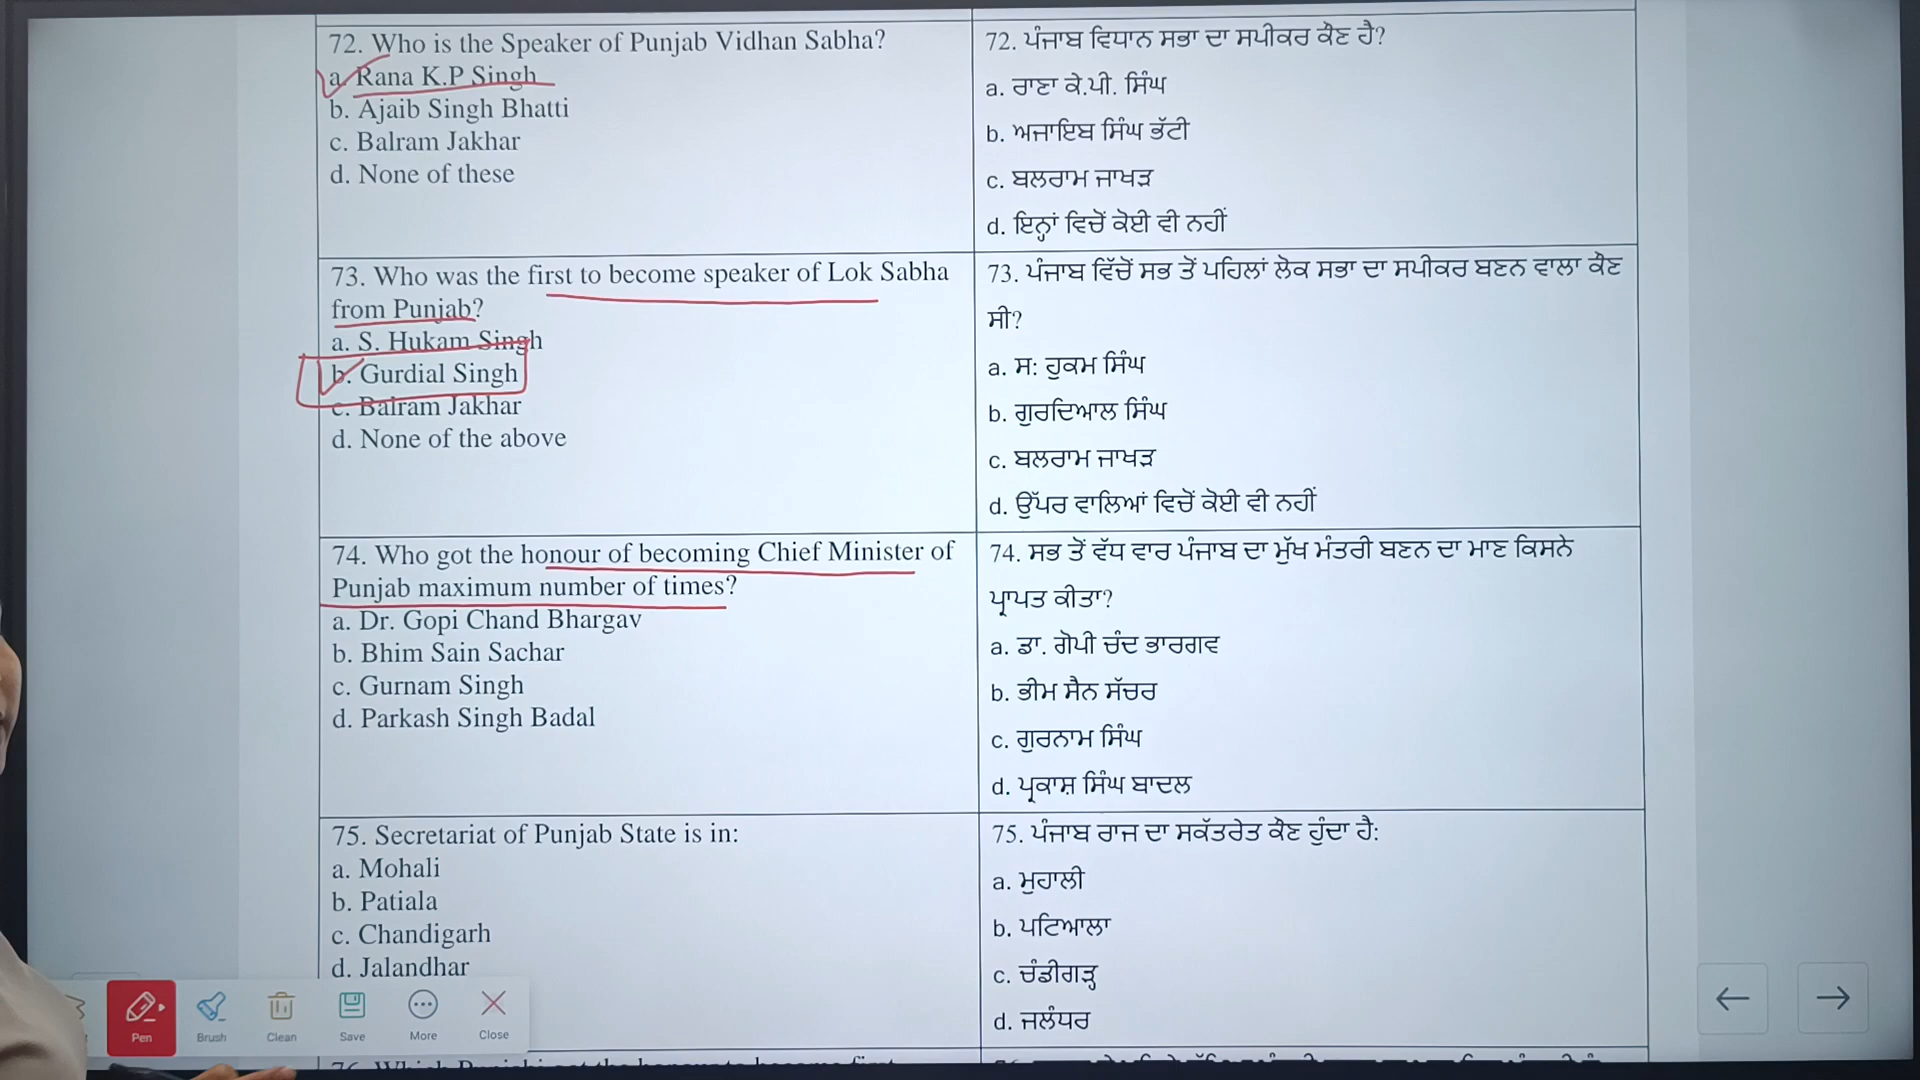 72. Who is the Speaker of Punjab Vidhan Sabha?
a. Rana K.P Singh
b. Ajaib Singh Bhatti
c. Balram Jakhar
d. None of these
72. ਪੰਜਾਬ ਵਿਧਾਨ ਸਭਾ ਦਾ ਸਪੀਕਰ ਕੌਣ ਹੈ?
a. ਰਾਣਾ ਕੇ.ਪੀ. ਸਿੰਘ
b. ਅਜਾਇਬ ਸਿੰਘ ਭੱਟੀ
c. ਬਲਰਾਮ ਜਾਖੜ
d. ਇਨ੍ਹਾਂ ਵਿਚੋਂ ਕੋਈ ਵੀ ਨਹੀਂ
73. Who was the first to become speaker of Lok Sabha
from Punjab?
a. S. Hukam Singh
b. Gurdial Singh
c. Balram Jakhar
d. None of the above
73. ਪੰਜਾਬ ਵਿੱਚੋਂ ਸਭ ਤੋਂ ਪਹਿਲਾਂ ਲੋਕ ਸਭਾ ਦਾ ਸਪੀਕਰ ਬਣਨ ਵਾਲਾ ਕੌਣ
ਸੀ?
a. ਸ: ਹੁਕਮ ਸਿੰਘ
b. ਗੁਰਦਿਆਲ ਸਿੰਘ
c. ਬਲਰਾਮ ਜਾਖੜ
d. ਉੱਪਰ ਵਾਲਿਆਂ ਵਿਚੋਂ ਕੋਈ ਵੀ ਨਹੀਂ
74. Who got the honour of becoming Chief Minister of
Punjab maximum number of times?
a. Dr. Gopi Chand Bhargav
b. Bhim Sain Sachar
c. Gurnam Singh
d. Parkash Singh Badal
74. ਸਭ ਤੋਂ ਵੱਧ ਵਾਰ ਪੰਜਾਬ ਦਾ ਮੁੱਖ ਮੰਤਰੀ ਬਣਨ ਦਾ ਮਾਣ ਕਿਸਨੇ
ਪ੍ਰਾਪਤ ਕੀਤਾ?
a. ਡਾ. ਗੋਪੀ ਚੰਦ ਭਾਰਗਵ
b. ਭੀਮ ਸੈਨ ਸੱਚਰ
c. ਗੁਰਨਾਮ ਸਿੰਘ
d. ਪ੍ਰਕਾਸ਼ ਸਿੰਘ ਬਾਦਲ
75. Secretariat of Punjab State is in:
a. Mohali
b. Patiala
c. Chandigarh
d. Jalandhar
75. ਪੰਜਾਬ ਰਾਜ ਦਾ ਸਕੱਤਰੇਤ ਕੌਣ ਹੁੰਦਾ ਹੈ:
a. ਮੁਹਾਲੀ
b. ਪਟਿਆਲਾ
c. ਚੰਡੀਗੜ੍ਹ
d. ਜਲੰਧਰ
Pen Brush Clean Save More Close